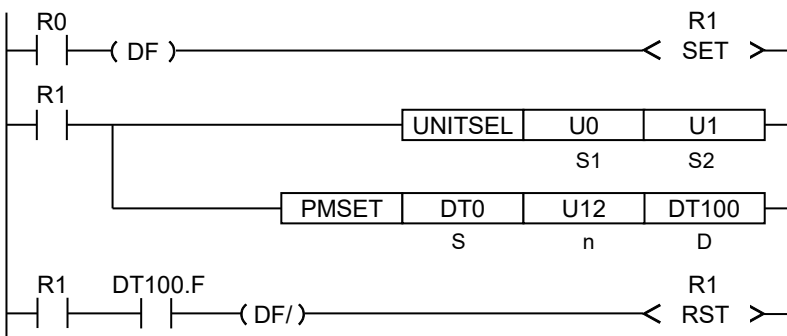 R0 R1
( DF ) < SET >
R1
UNITSEL U0 U1
S1 S2
PMSET DT0 U12 DT100
S n D
R1 DT100.F R1
( DF/ ) < RST >